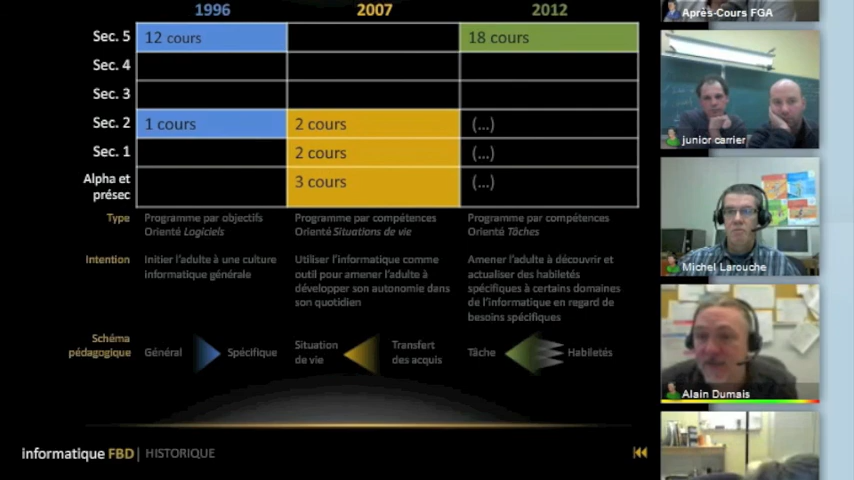 1996 2007 2012
Sec. 5 12 cours 18 cours
Sec. 4
Sec. 3
Sec. 2 1 cours 2 cours (...)
Sec. 1 2 cours (...)
Alpha et présec 3 cours (...)
Type
Programme par objectifs
Orienté Logiciels
Programme par compétences
Orienté Situations de vie
Programme par compétences
Orienté Tâches
Intention
Initier l'adulte à une culture
informatique générale
Utiliser l'informatique comme
outil pour amener l'adulte à
développer son autonomie dans
son quotidien
Amener l'adulte à découvrir et
actualiser des habiletés
spécifiques à certains domaines
de l'informatique en regard de
besoins spécifiques
Schéma
pédagogique
Général Spécifique
Situation
de vie
Transfert
des acquis
Tâche Habiletés
informatique FBD | HISTORIQUE
Après-Cours FGA
junior carrier
Michel Larouche
Alain Dumais